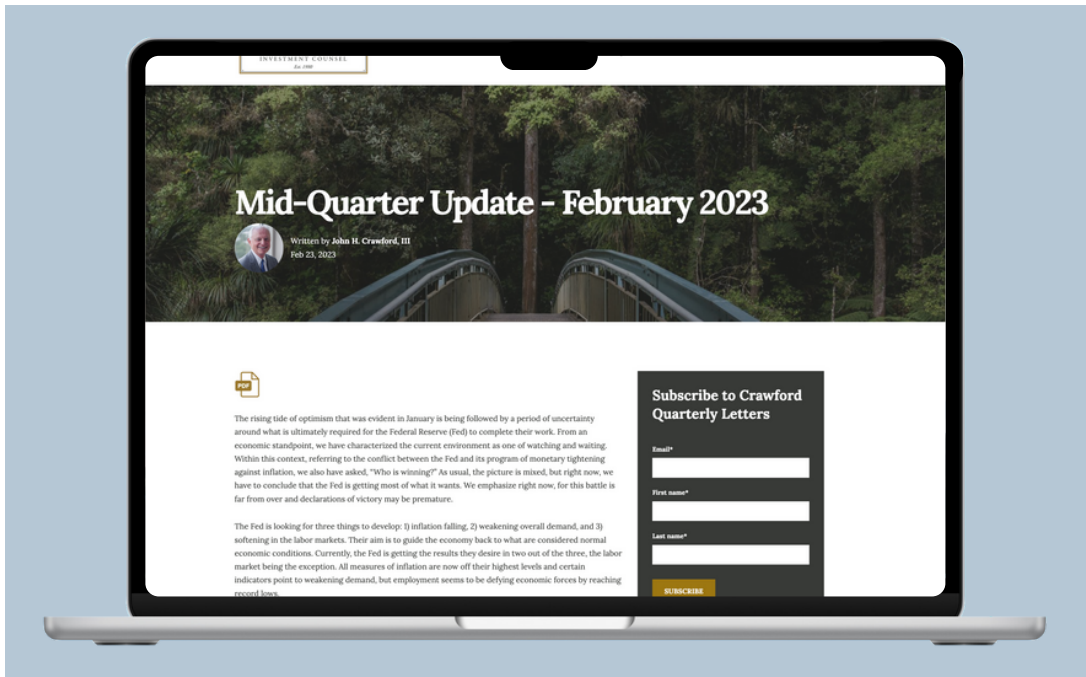 INVESTMENT COUNSEL
Est. 1980
Mid-Quarter Update - February 2023
Written by John H. Crawford, III
Feb 23, 2023
PDF
The rising tide of optimism that was evident in January is being followed by a period of uncertainty
around what is ultimately required for the Federal Reserve (Fed) to complete their work. From an
economic standpoint, we have characterized the current environment as one of watching and waiting.
Within this context, referring to the conflict between the Fed and its program of monetary tightening
against inflation, we also have asked, "Who is winning?" As usual, the picture is mixed, but right now, we
have to conclude that the Fed is getting most of what it wants. We emphasize right now, for this battle is
far from over and declarations of victory may be premature.
The Fed is looking for three things to develop: 1) inflation falling, 2) weakening overall demand, and 3)
softening in the labor markets. Their aim is to guide the economy back to what are considered normal
economic conditions. Currently, the Fed is getting the results they desire in two out of the three, the labor
market being the exception. All measures of inflation are now off their highest levels and certain
indicators point to weakening demand, but employment seems to be defying economic forces by reaching
record lows.
Subscribe to Crawford
Quarterly Letters
Email*
First name*
Last name*
SUBSCRIBE